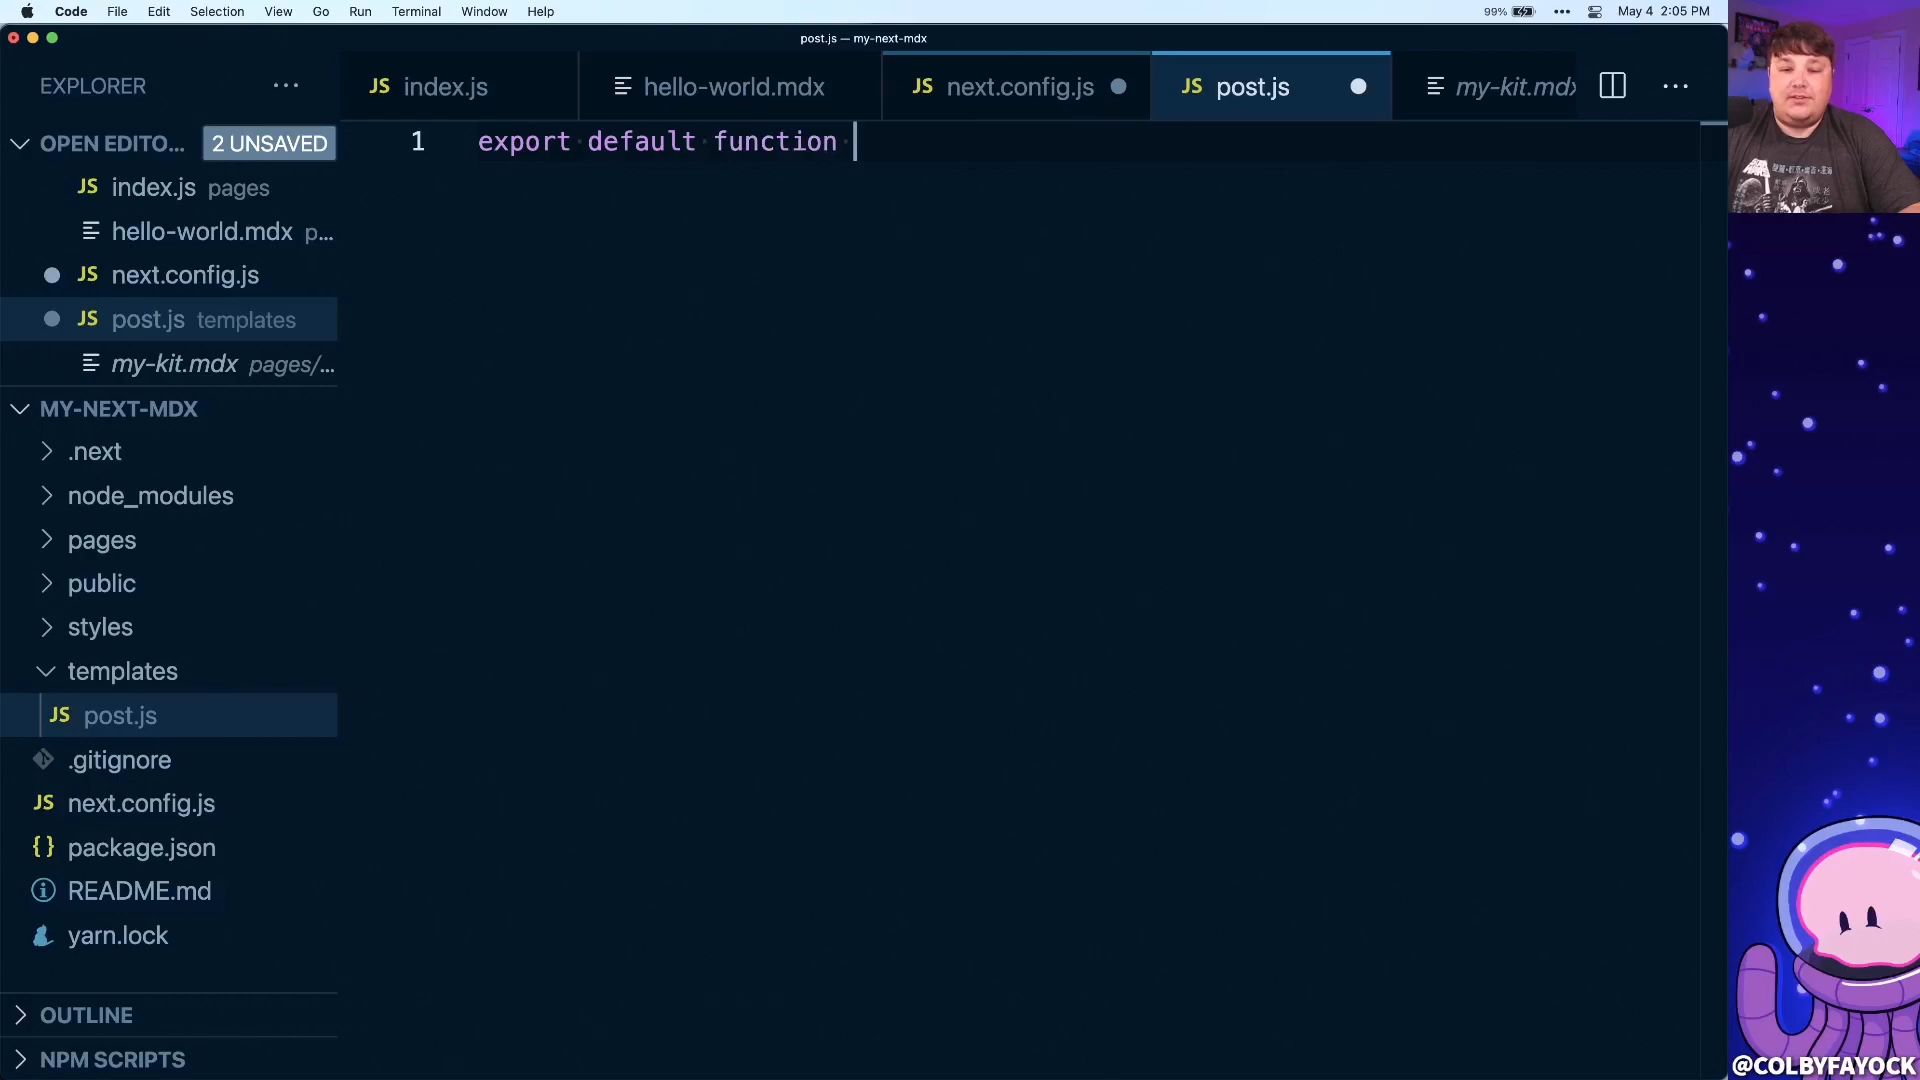 Code File Edit Selection View Go Run Terminal Window Help
99% May 4 2:05 PM
post.js — my-next-mdx
EXPLORER
JS index.js
hello-world.mdx
JS next.config.js
JS post.js
my-kit.mdx
OPEN EDITO... 2 UNSAVED
JS index.js pages
hello-world.mdx p...
JS next.config.js
JS post.js templates
my-kit.mdx pages/...
MY-NEXT-MDX
.next
node_modules
pages
public
styles
templates
JS post.js
.gitignore
JS next.config.js
{} package.json
README.md
yarn.lock
OUTLINE
NPM SCRIPTS
1 export default function
@COLBYFAYOCK